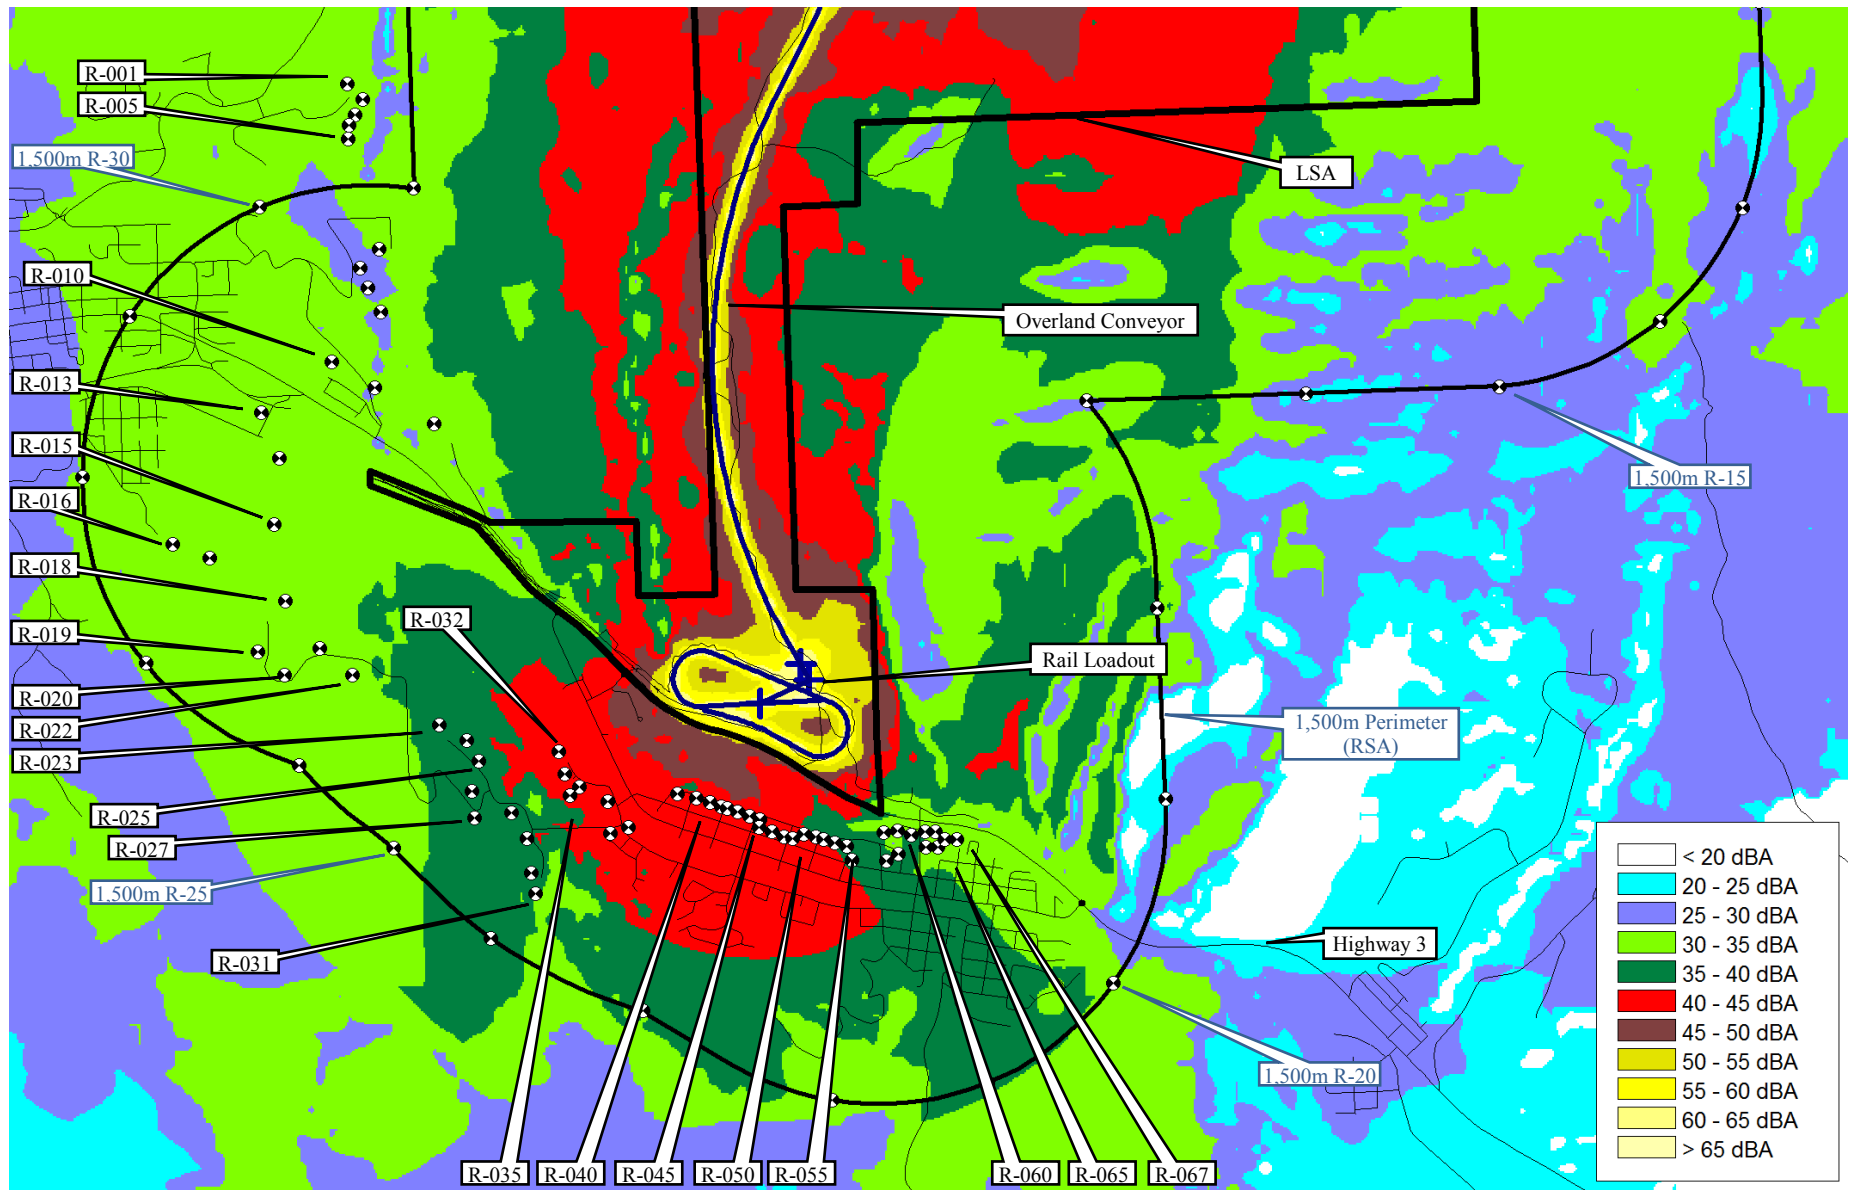 R-001
R-005
1,500m R-30
LSA
R-010
Overland Conveyor
R-013
R-015
1,500m R-15
R-016
R-018
R-032
R-019
Rail Loadout
R-020
R-022
1,500m Perimeter
(RSA)
R-023
R-025
R-027
1,500m R-25
R-031
Highway 3
1,500m R-20
R-035
R-040
R-045
R-050
R-055
R-060
R-065
R-067
< 20 dBA
20 - 25 dBA
25 - 30 dBA
30 - 35 dBA
35 - 40 dBA
40 - 45 dBA
45 - 50 dBA
50 - 55 dBA
55 - 60 dBA
60 - 65 dBA
> 65 dBA